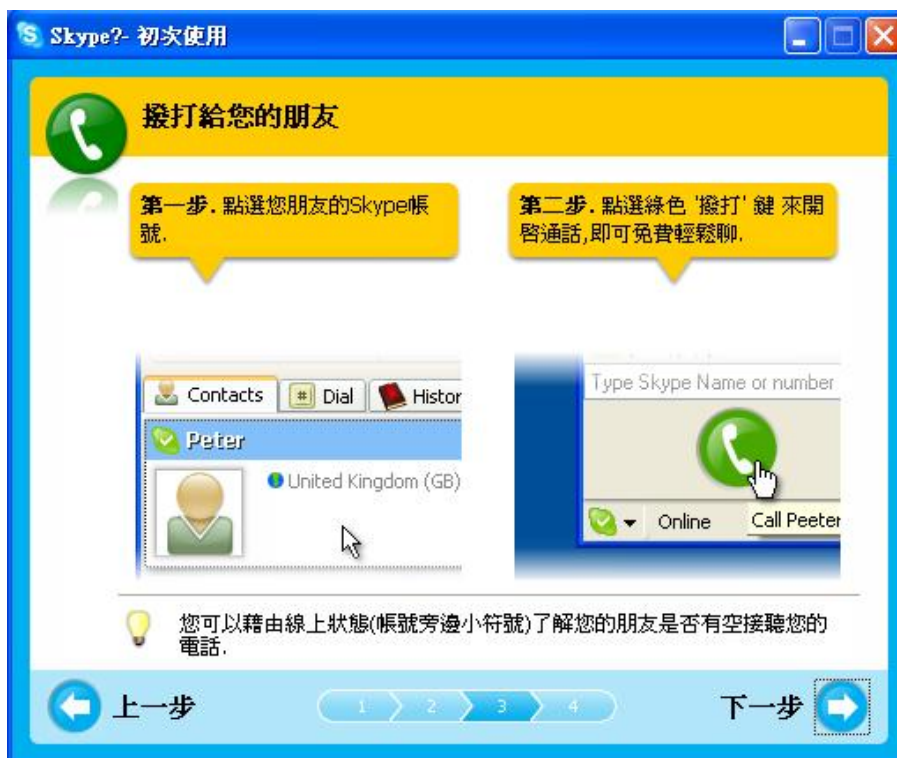 Skype?- 初次使用
撥打給您的朋友
第一步. 點選您朋友的Skype帳
號.
第二步. 點選綠色 '撥打' 鍵 來開
啓通話,即可免費輕鬆聊.
Contacts
Dial
Histor
Peter
United Kingdom (GB)
Type Skype Name or number
Online
Call Peeter
您可以藉由線上狀態(帳號旁邊小符號)了解您的朋友是否有空接聽您的
電話.
上一步
1
2
3
4
下一步